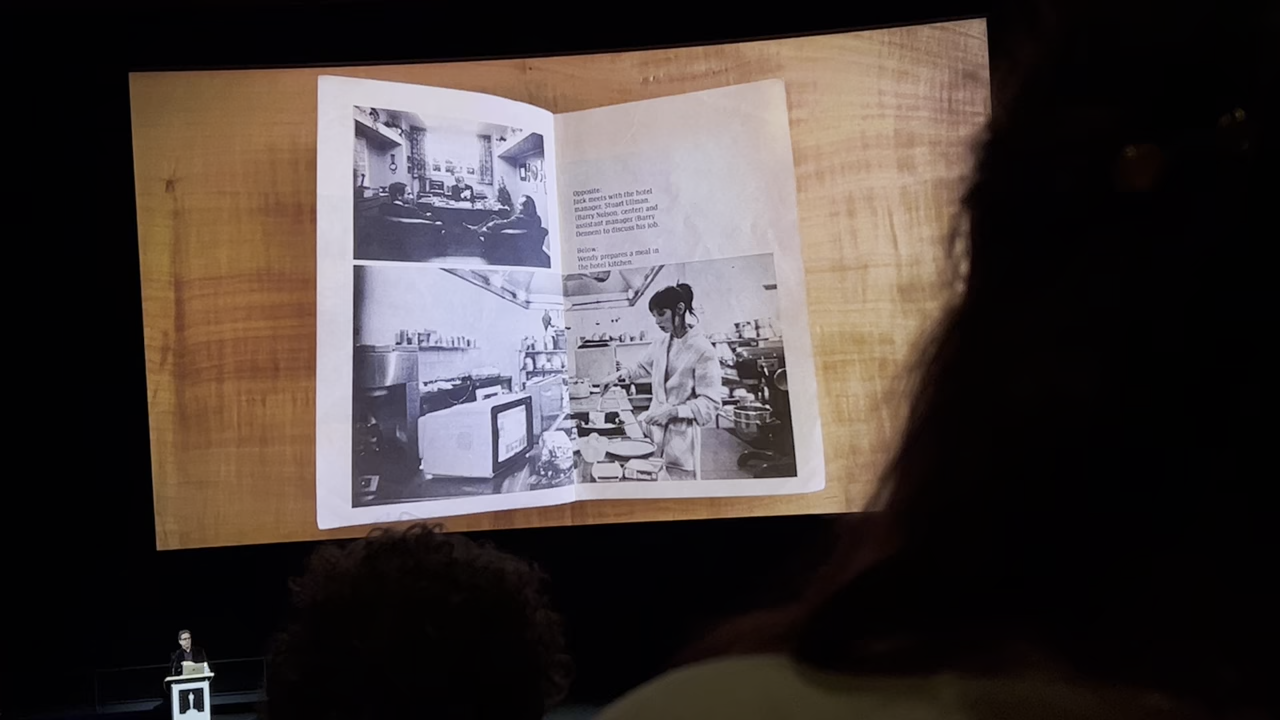 Opposite:
Jack meets with the hotel
manager, Stuart Ullman,
(Barry Nelson, center) and
assistant manager (Barry
Dennen) to discuss his job.
Below:
Wendy prepares a meal in
the hotel kitchen.